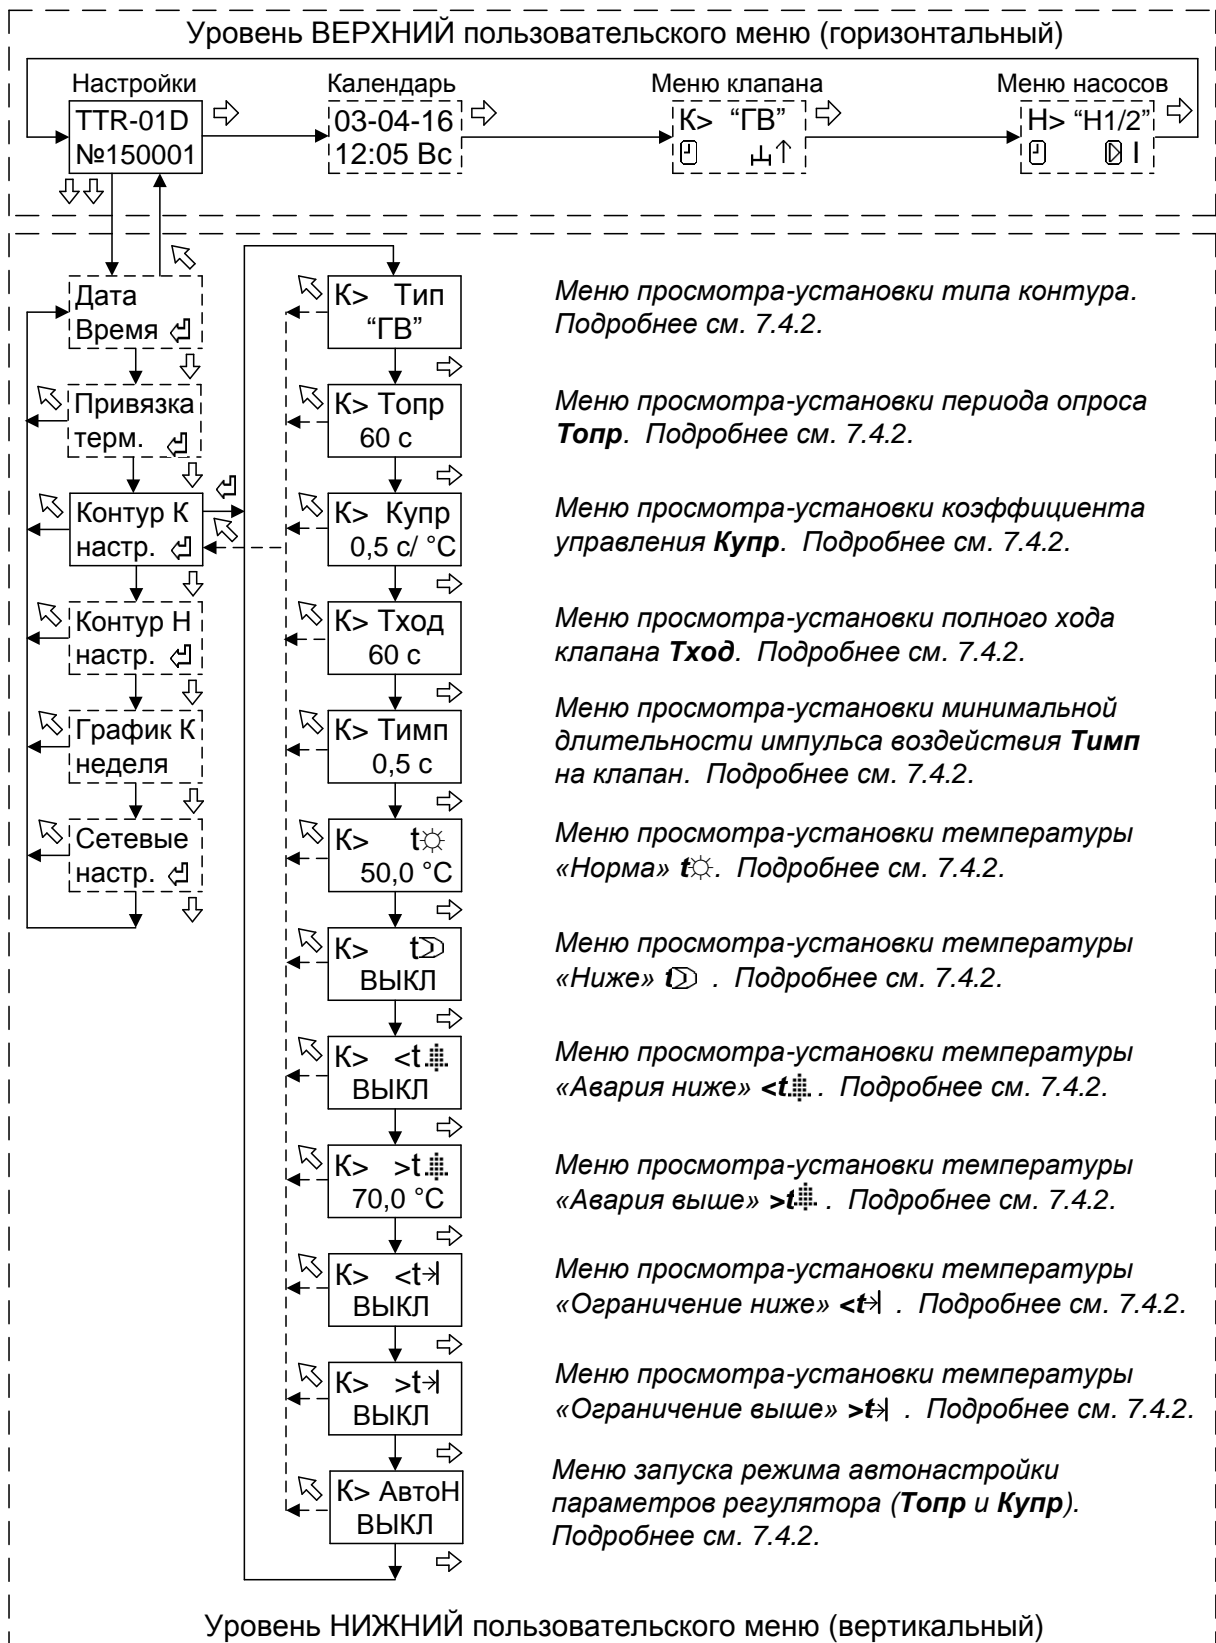 Уровень ВЕРХНИЙ пользовательского меню (горизонтальный)
Настройки
TTR-01D
№150001
Календарь
03-04-16
12:05 Вс
Меню клапана
К> “ГВ”
Меню насосов
Н> “Н1/2”
I
Дата
Время
Привязка
терм.
Контур К
настр.
Контур Н
настр.
График К
неделя
Сетевые
настр.
К> Тип
“ГВ”
Меню просмотра-установки типа контура.
Подробнее см. 7.4.2.
К> Топр
60 с
Меню просмотра-установки периода опроса
Топр. Подробнее см. 7.4.2.
К> Купр
0,5 с/ °С
Меню просмотра-установки коэффициента
управления Купр. Подробнее см. 7.4.2.
К> Тход
60 с
Меню просмотра-установки полного хода
клапана Тход. Подробнее см. 7.4.2.
К> Тимп
0,5 с
Меню просмотра-установки минимальной
длительности импульса воздействия Тимп
на клапан. Подробнее см. 7.4.2.
К> t☼
50,0 °С
Меню просмотра-установки температуры
«Норма» t☼. Подробнее см. 7.4.2.
К> t
ВЫКЛ
Меню просмотра-установки температуры
«Ниже» t . Подробнее см. 7.4.2.
К> <t
ВЫКЛ
Меню просмотра-установки температуры
«Авария ниже» <t . Подробнее см. 7.4.2.
К> >t
70,0 °С
Меню просмотра-установки температуры
«Авария выше» >t . Подробнее см. 7.4.2.
К> <t
ВЫКЛ
Меню просмотра-установки температуры
«Ограничение ниже» <t . Подробнее см. 7.4.2.
К> >t
ВЫКЛ
Меню просмотра-установки температуры
«Ограничение выше» >t . Подробнее см. 7.4.2.
К> АвтоН
ВЫКЛ
Меню запуска режима автонастройки
параметров регулятора (Топр и Купр).
Подробнее см. 7.4.2.
Уровень НИЖНИЙ пользовательского меню (вертикальный)